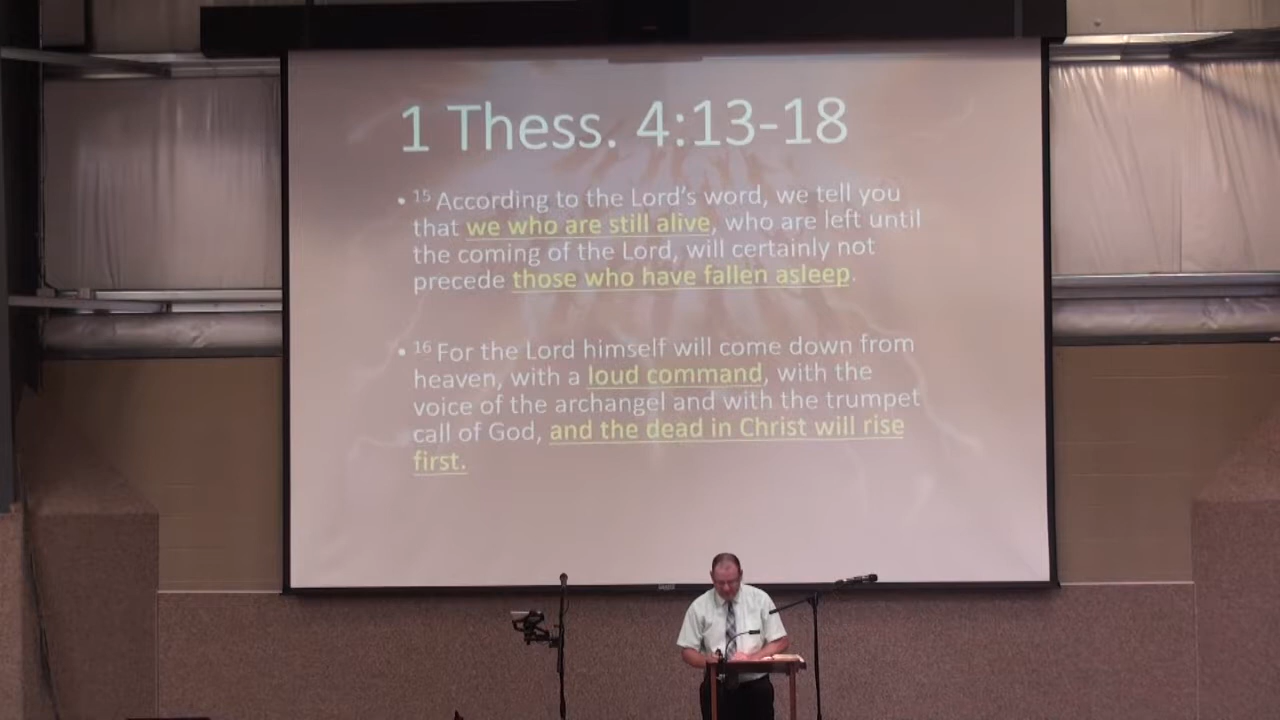 1 Thess. 4:13-18
• 15 According to the Lord's word, we tell you
that we who are still alive, who are left until
the coming of the Lord, will certainly not
precede those who have fallen asleep.
• 16 For the Lord himself will come down from
heaven, with a loud command, with the
voice of the archangel and with the trumpet
call of God, and the dead in Christ will rise
first.